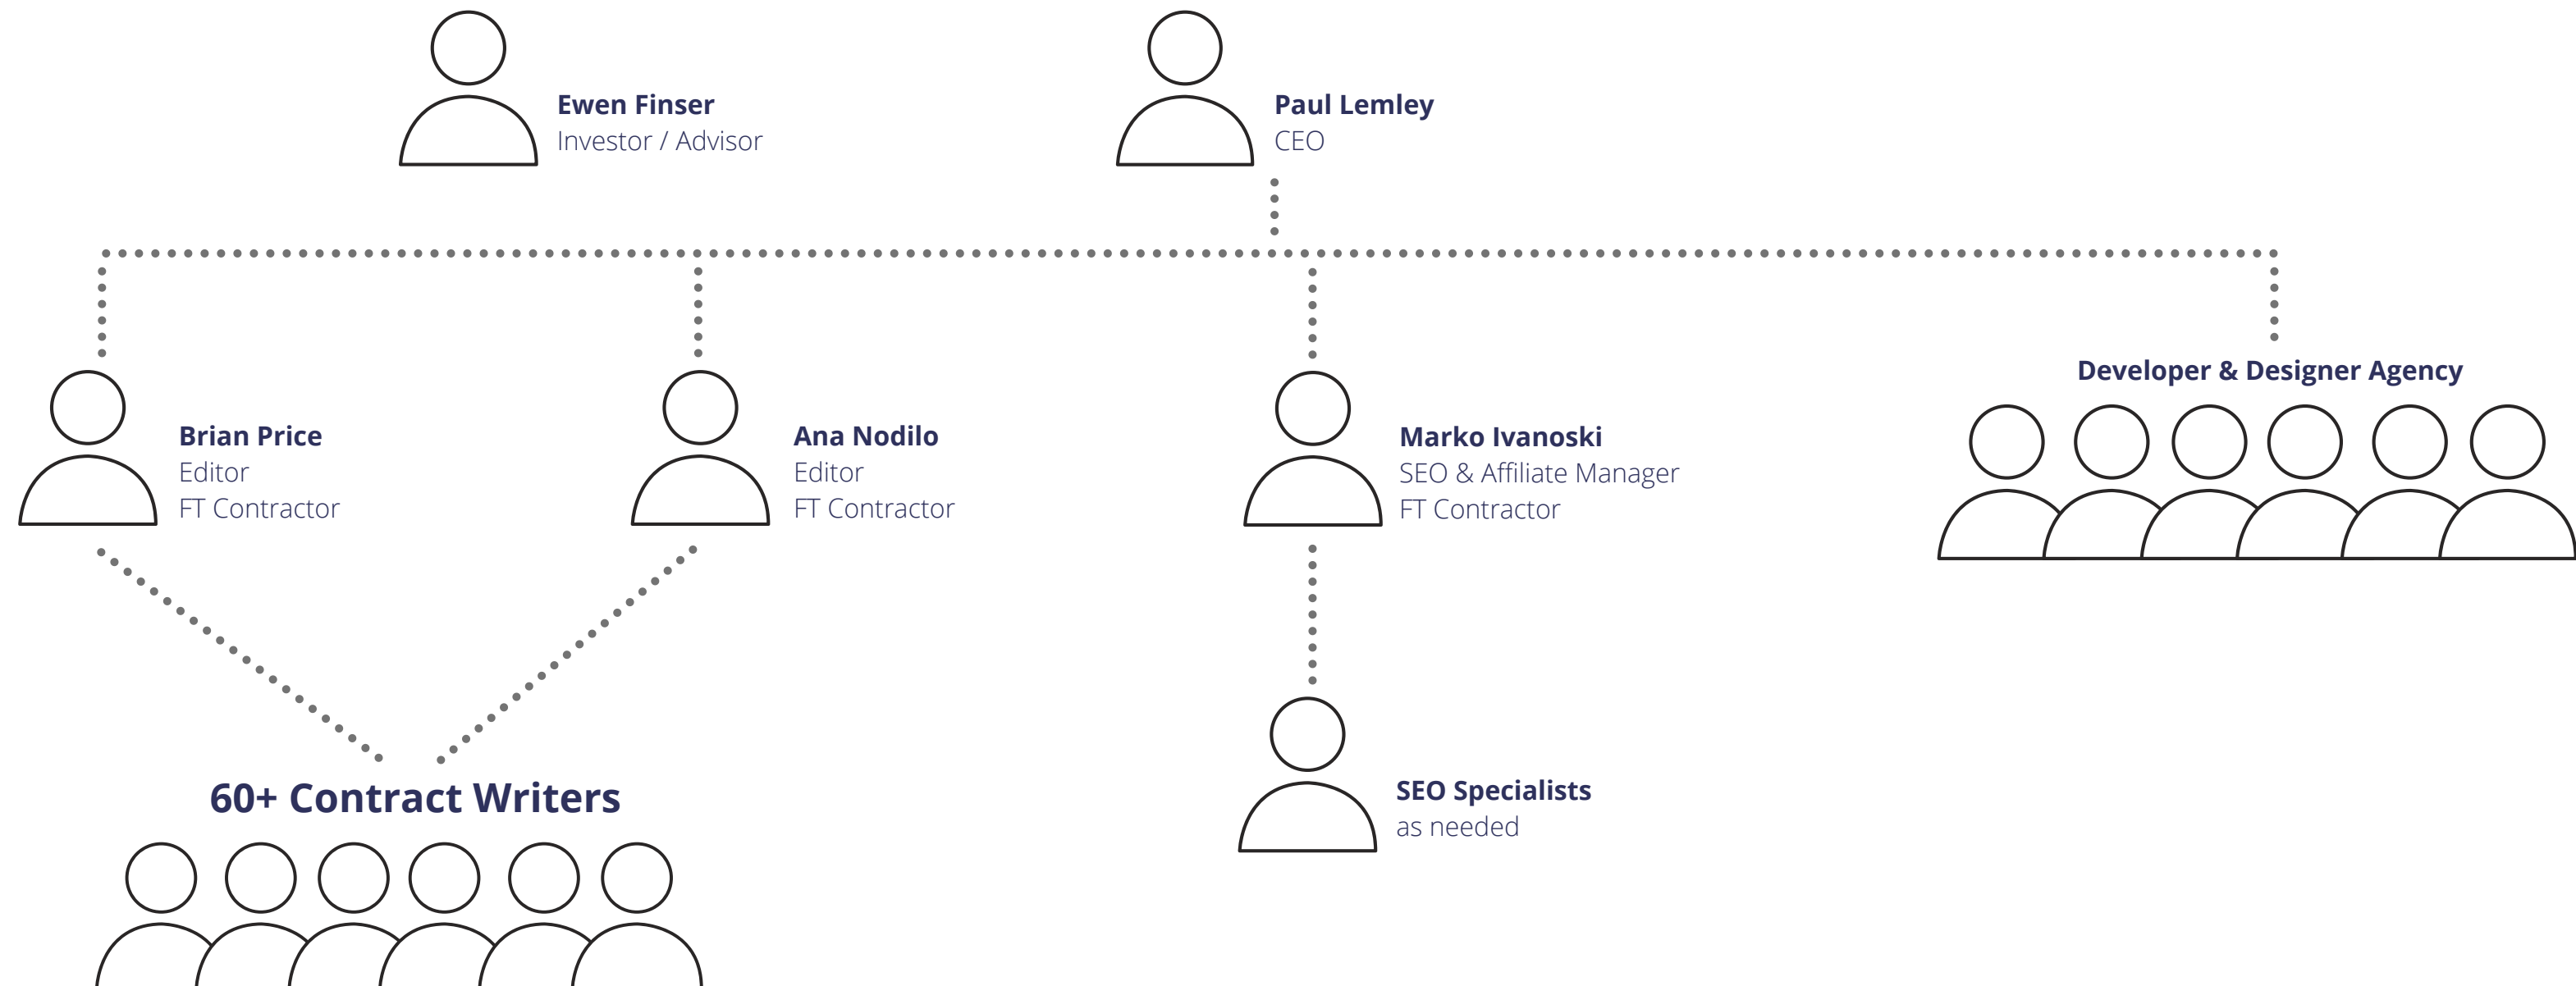 Ewen Finser
Investor / Advisor
Paul Lemley
CEO
Brian Price
Editor
FT Contractor
Ana Nodilo
Editor
FT Contractor
Marko Ivanoski
SEO & Affiliate Manager
FT Contractor
Developer & Designer Agency
60+ Contract Writers
SEO Specialists
as needed